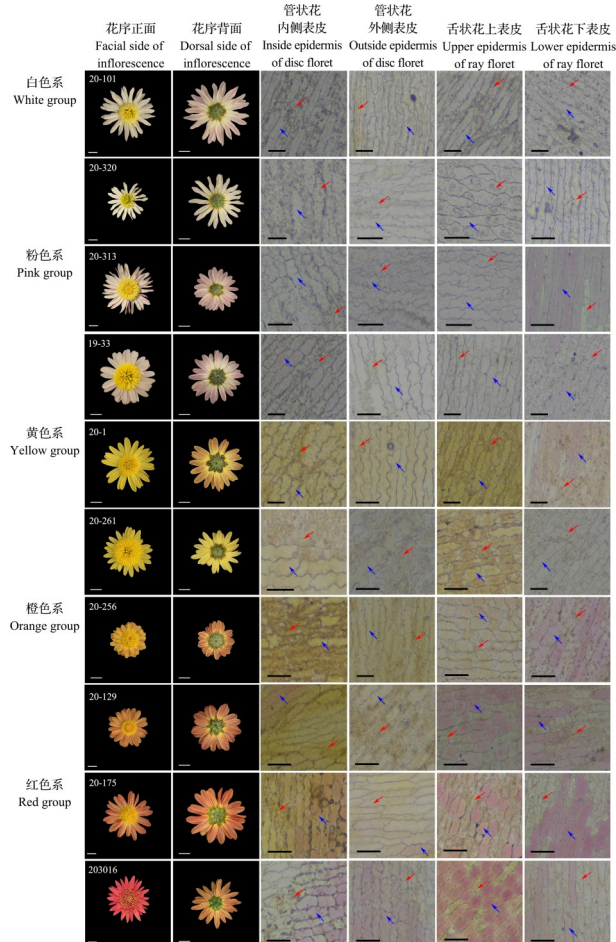 花序正面
Facial side of
inflorescence
花序背面
Dorsal side of
inflorescence
管状花
内侧表皮
Inside epidermis
of disc floret
管状花
外侧表皮
Outside epidermis
of disc floret
舌状花上表皮
Upper epidermis
of ray floret
舌状花下表皮
Lower epidermis
of ray floret
白色系
White group
20-101
20-320
粉色系
Pink group
20-313
19-33
黄色系
Yellow group
20-1
20-261
橙色系
Orange group
20-256
20-129
红色系
Red group
20-175
203016